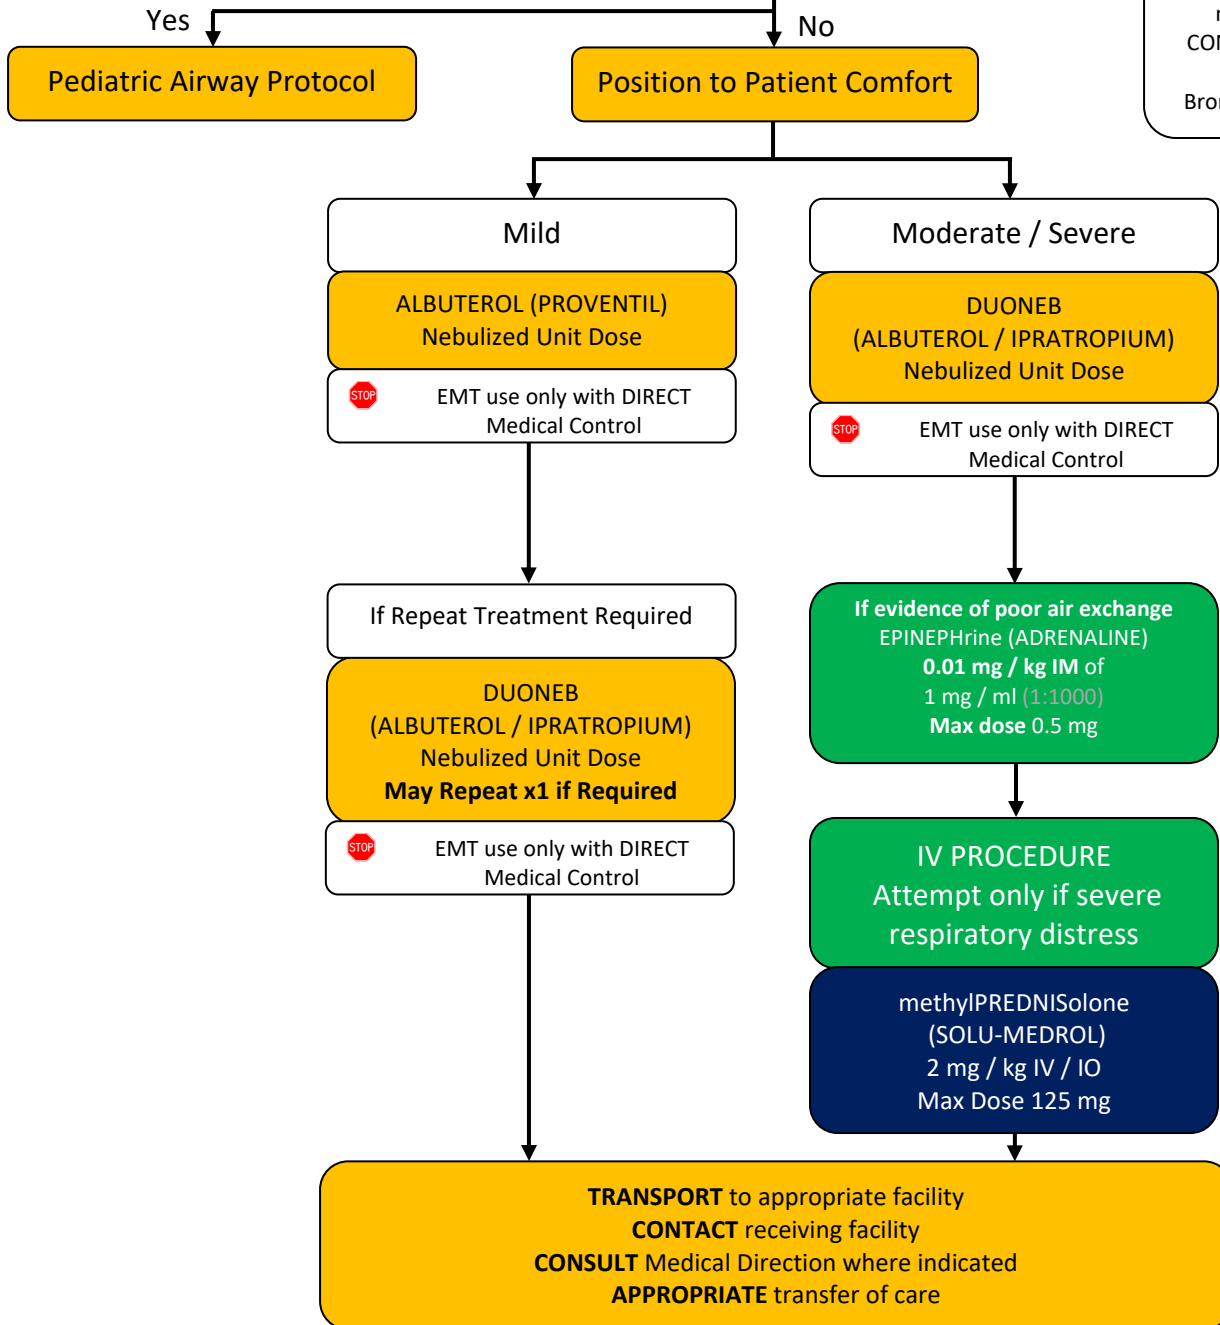 Yes
No
CON
Bron
Pediatric Airway Protocol
Position to Patient Comfort
Mild
ALBUTEROL (PROVENTIL)
Nebulized Unit Dose
STOP
EMT use only with DIRECT
Medical Control
If Repeat Treatment Required
DUONEB
(ALBUTEROL / IPRATROPIUM)
Nebulized Unit Dose
May Repeat x1 if Required
STOP
EMT use only with DIRECT
Medical Control
Moderate / Severe
DUONEB
(ALBUTEROL / IPRATROPIUM)
Nebulized Unit Dose
STOP
EMT use only with DIRECT
Medical Control
If evidence of poor air exchange
EPINEPHrine (ADRENALINE)
0.01 mg / kg IM of
1 mg / ml (1:1000)
Max dose 0.5 mg
IV PROCEDURE
Attempt only if severe
respiratory distress
methylPREDNISolone
(SOLU-MEDROL)
2 mg / kg IV / IO
Max Dose 125 mg
TRANSPORT to appropriate facility
CONTACT receiving facility
CONSULT Medical Direction where indicated
APPROPRIATE transfer of care